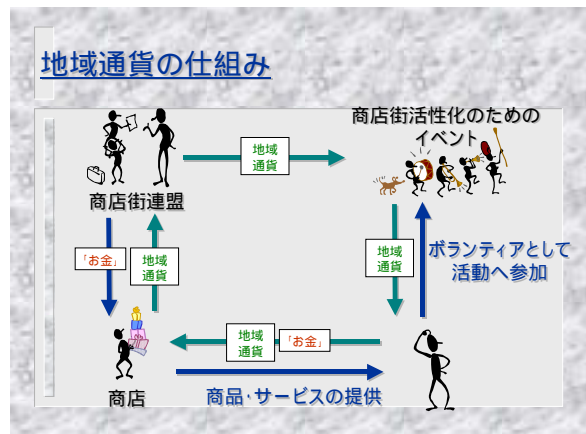 地域通貨の仕組み
商店街活性化のための
イベント
地域
通貨
商店街連盟
「お金」
地域
通貨
地域
通貨
ボランティアとして
活動へ参加
地域
通貨
「お金」
商店
商品・サービスの提供